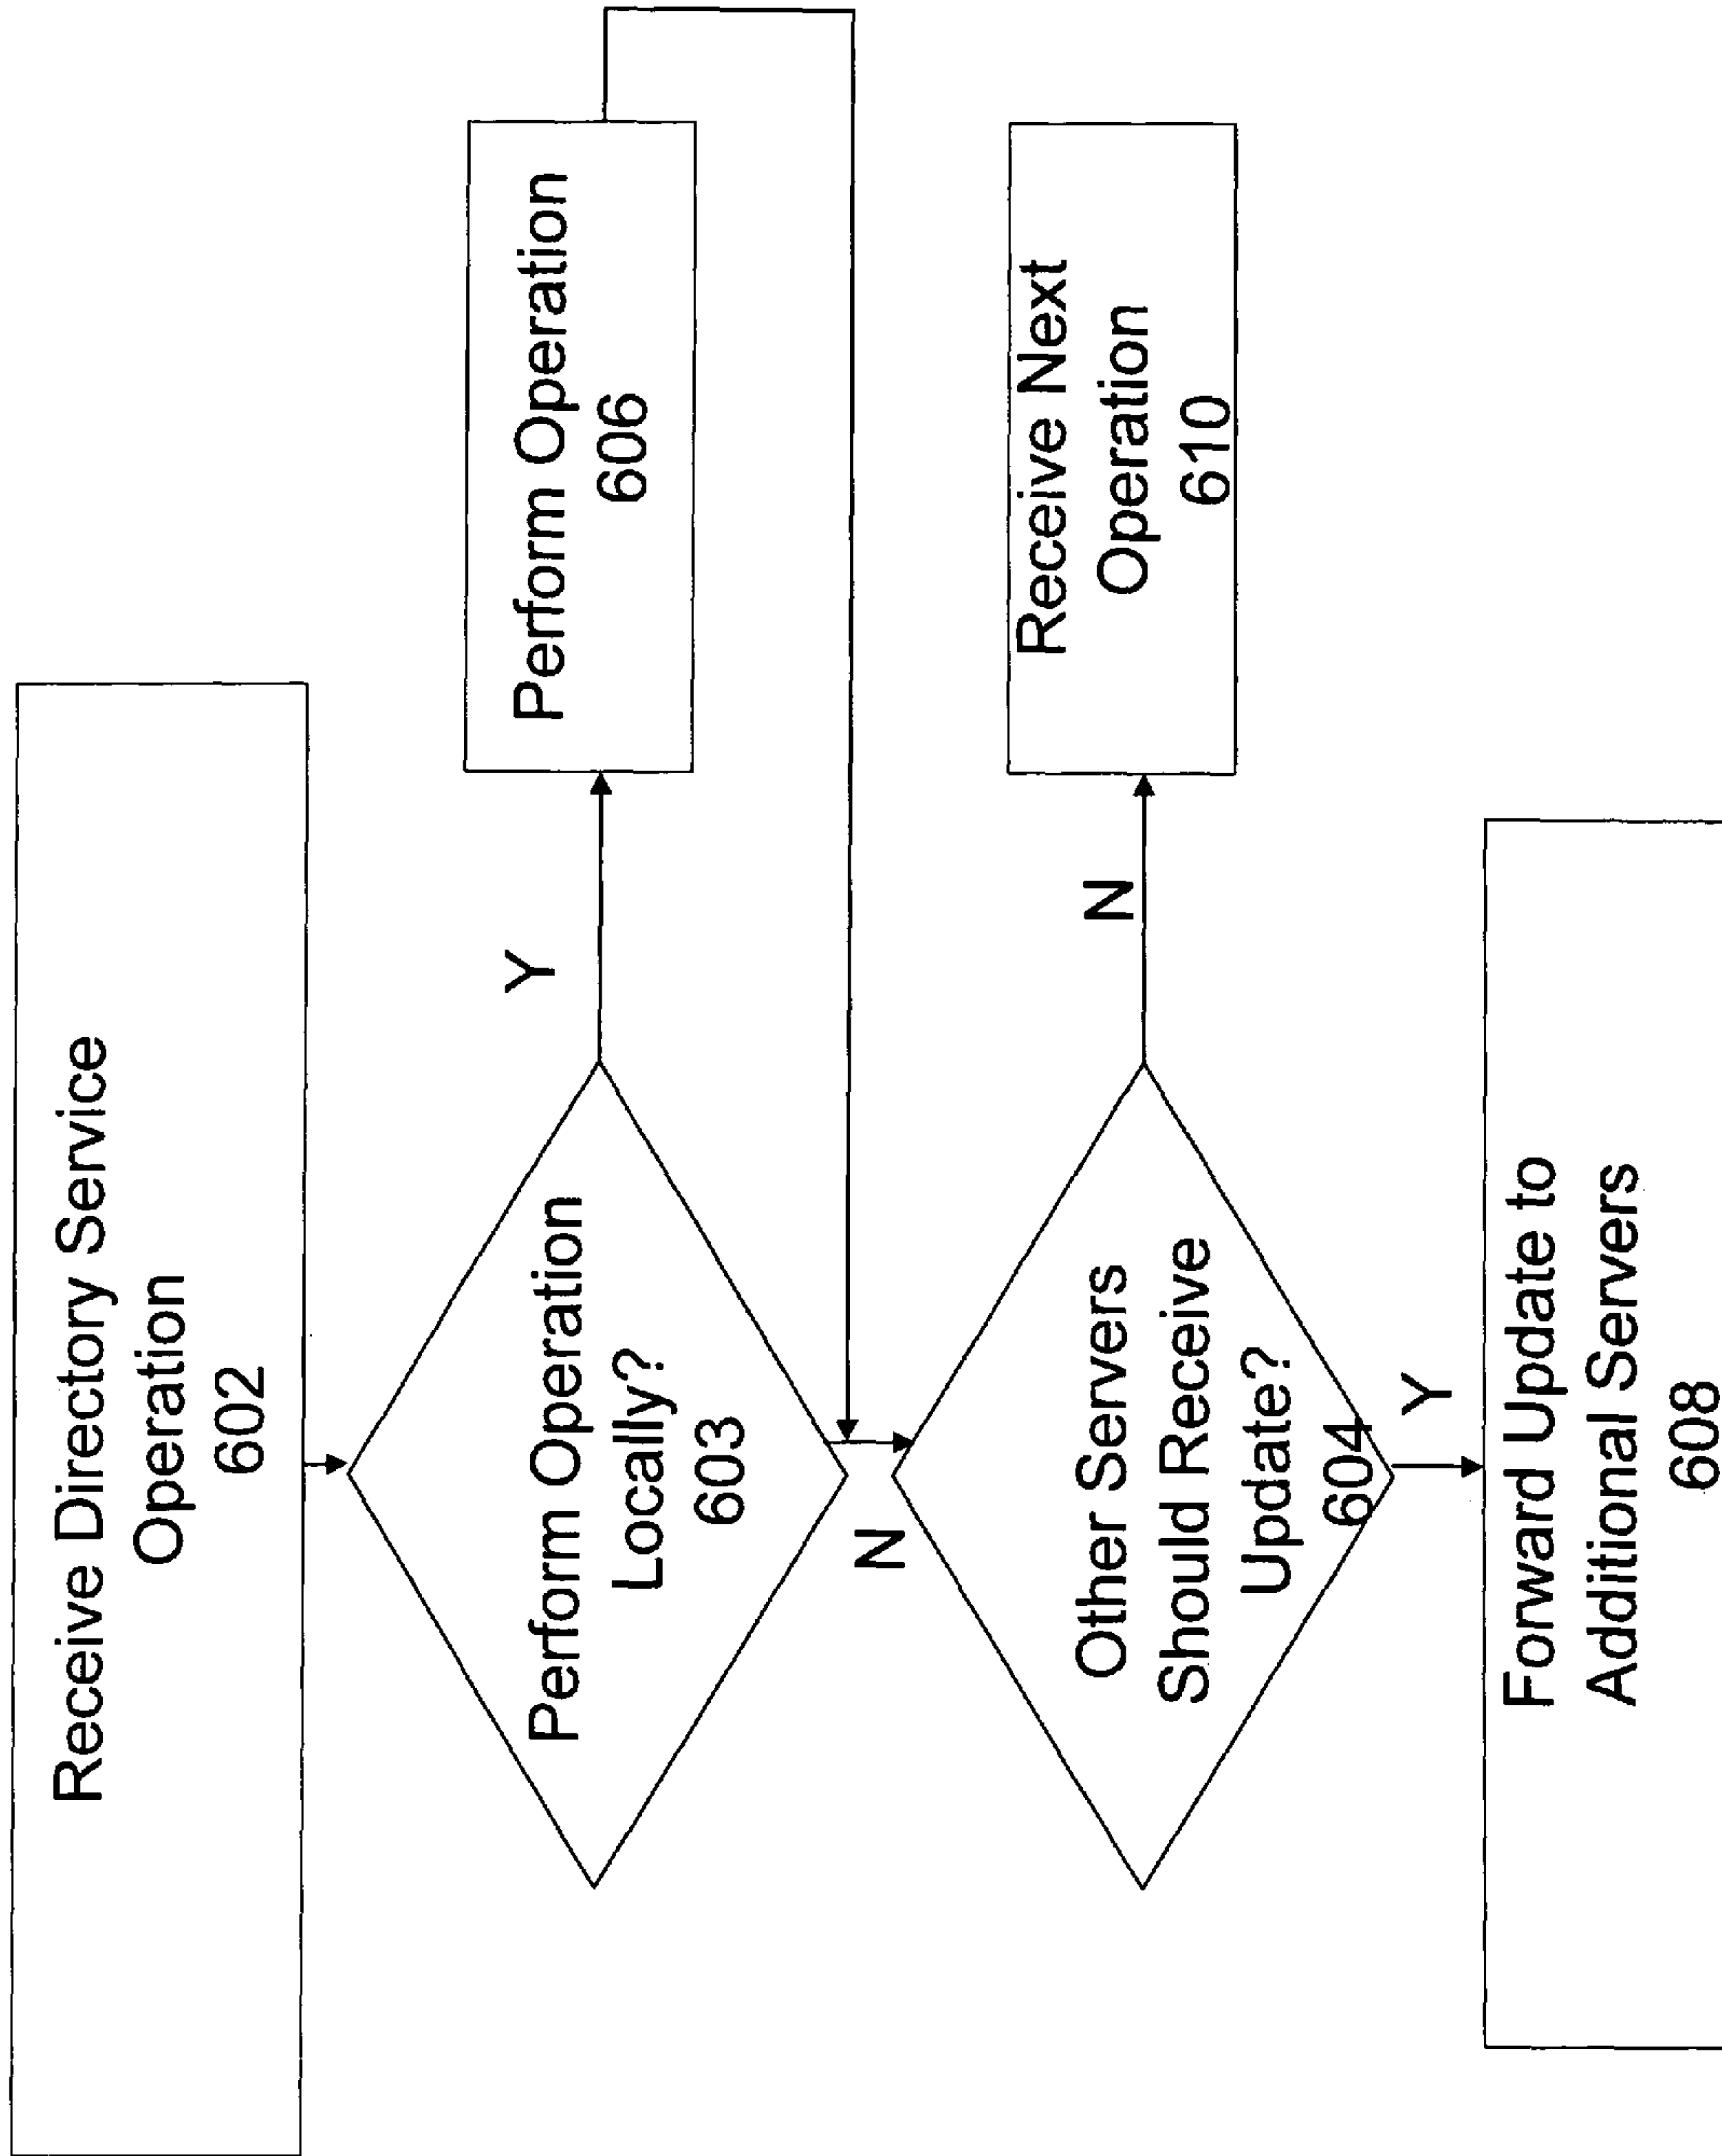 Receive Directory Service
Operation
602
Perform Operation
Locally?
603
Y
Perform Operation
606
N
Other Servers
Should Receive
Update?
604
N
Receive Next
Operation
610
Y
Forward Update to
Additional Servers
608